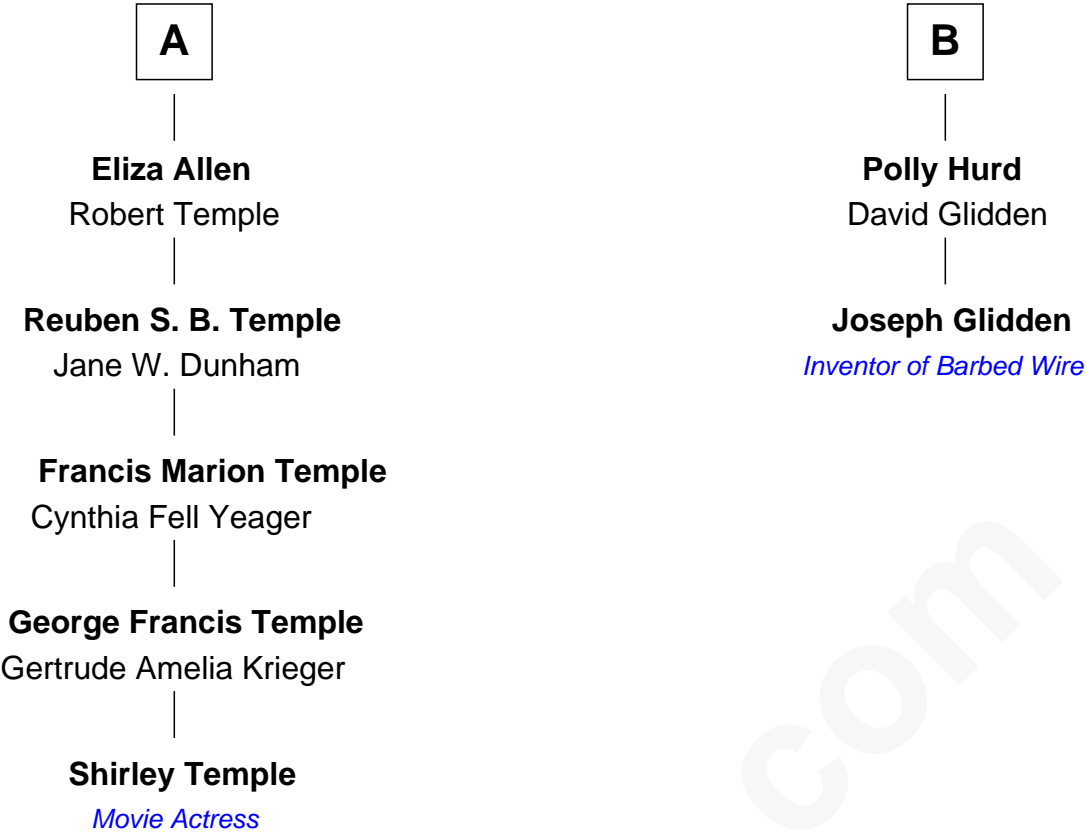 A
Eliza Allen
Robert Temple
Reuben S. B. Temple
Jane W. Dunham
Francis Marion Temple
Cynthia Fell Yeager
George Francis Temple
Gertrude Amelia Krieger
Shirley Temple
Movie Actress
B
Polly Hurd
David Glidden
Joseph Glidden
Inventor of Barbed Wire
com